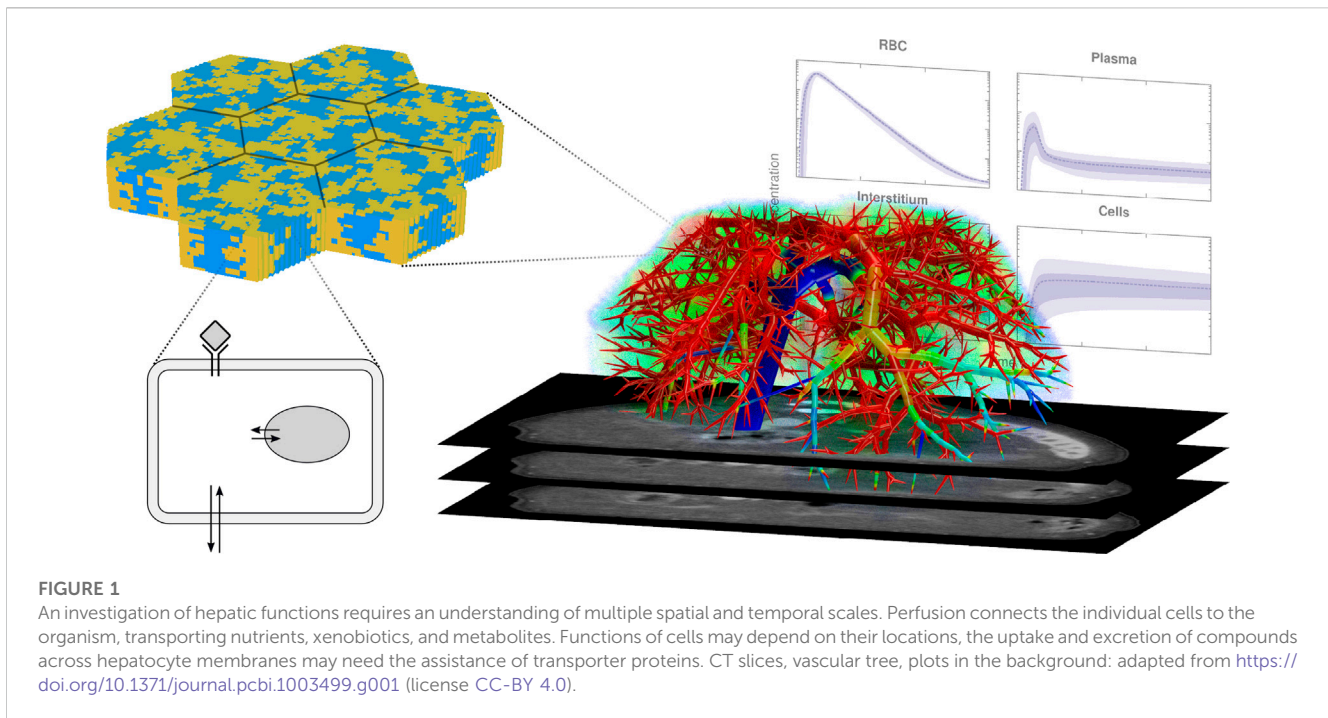 RBC
Plasma
centration
Interstitium
Cells
me
FIGURE 1
An investigation of hepatic functions requires an understanding of multiple spatial and temporal scales. Perfusion connects the individual cells to the
organism, transporting nutrients, xenobiotics, and metabolites. Functions of cells may depend on their locations, the uptake and excretion of compounds
across hepatocyte membranes may need the assistance of transporter proteins. CT slices, vascular tree, plots in the background: adapted from https://
doi.org/10.1371/journal.pcbi.1003499.g001 (license CC-BY 4.0).